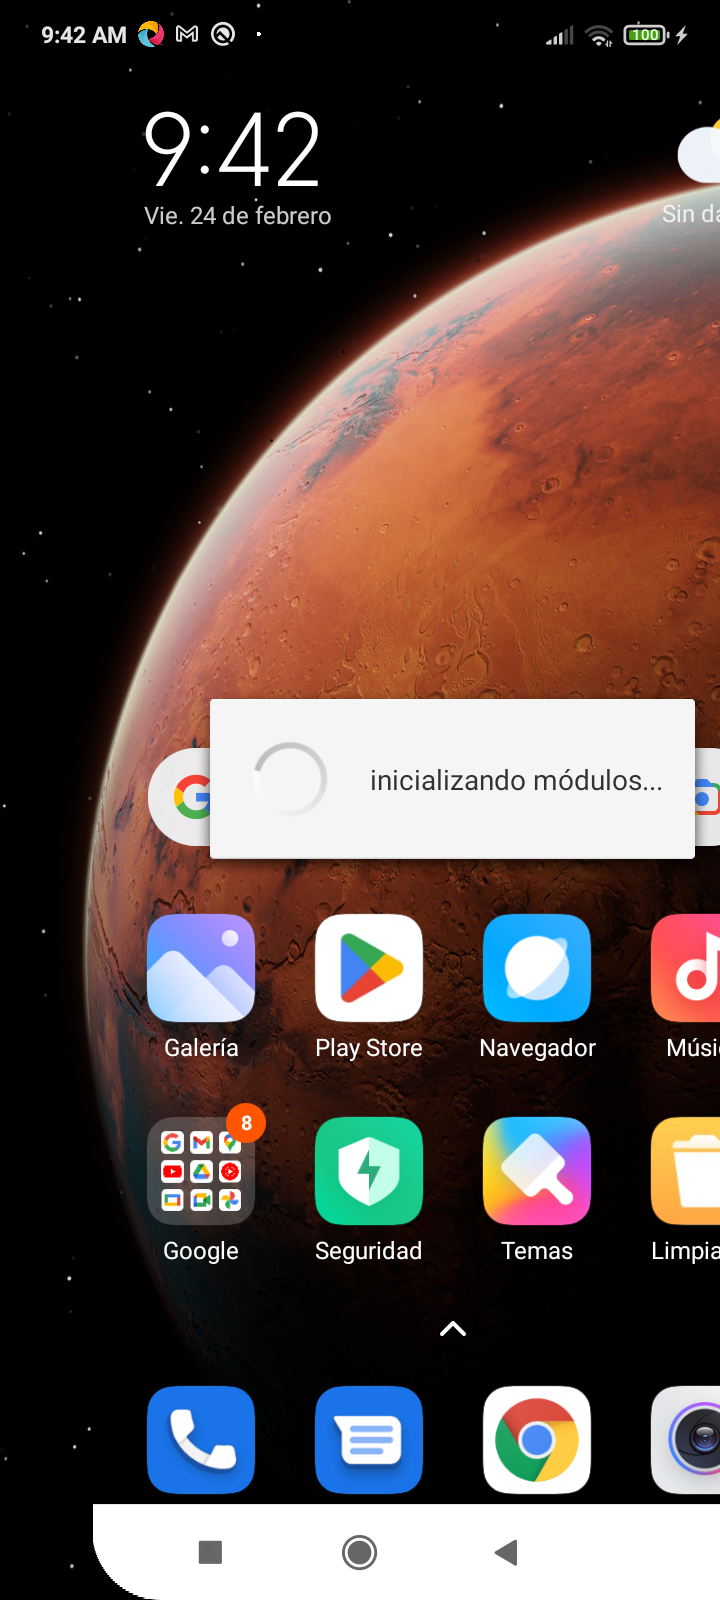 9:42 AM
100
9:42
Vie. 24 de febrero
Sin da
inicializando módulos...
Galería
Play Store
Navegador
Músi
8
Google
Seguridad
Temas
Limpia